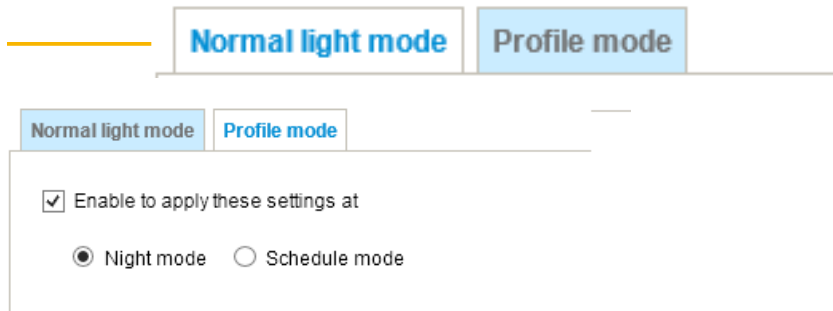 Normal light mode Profile mode
Normal light mode Profile mode
Enable to apply these settings at
Night mode Schedule mode